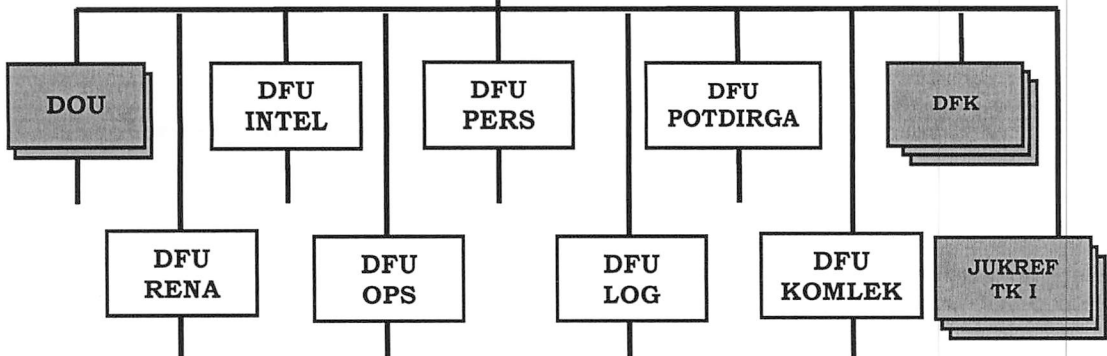 DOU
DFU
INTEL
DFU
PERS
DFU
POTDIRGA
DFK
DFU
RENA
DFU
OPS
DFU
LOG
DFU
KOMLEK
JUKREF
TK I